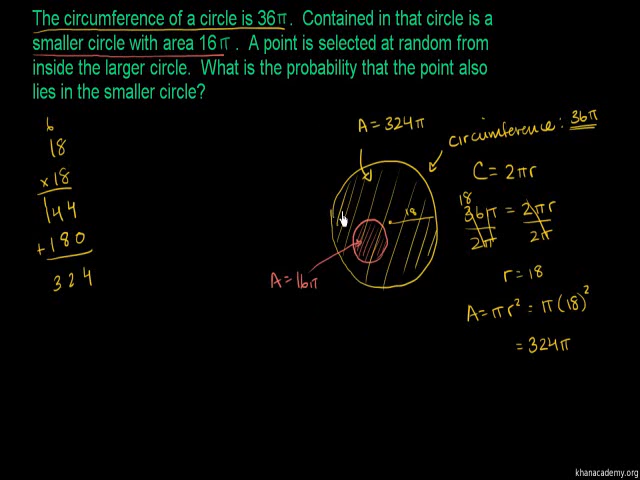 The circumference of a circle is 36π. Contained in that circle is a
smaller circle with area 16π. A point is selected at random from
inside the larger circle. What is the probability that the point also
lies in the smaller circle?
6
18
×18
144
+180
324
A = 324π
circumference: 36π
C = 2πr
18
36π = 2πr
2π 2π
18
r = 18
A = 16π
A = πr² = π(18)²
= 324π
khanacademy.org